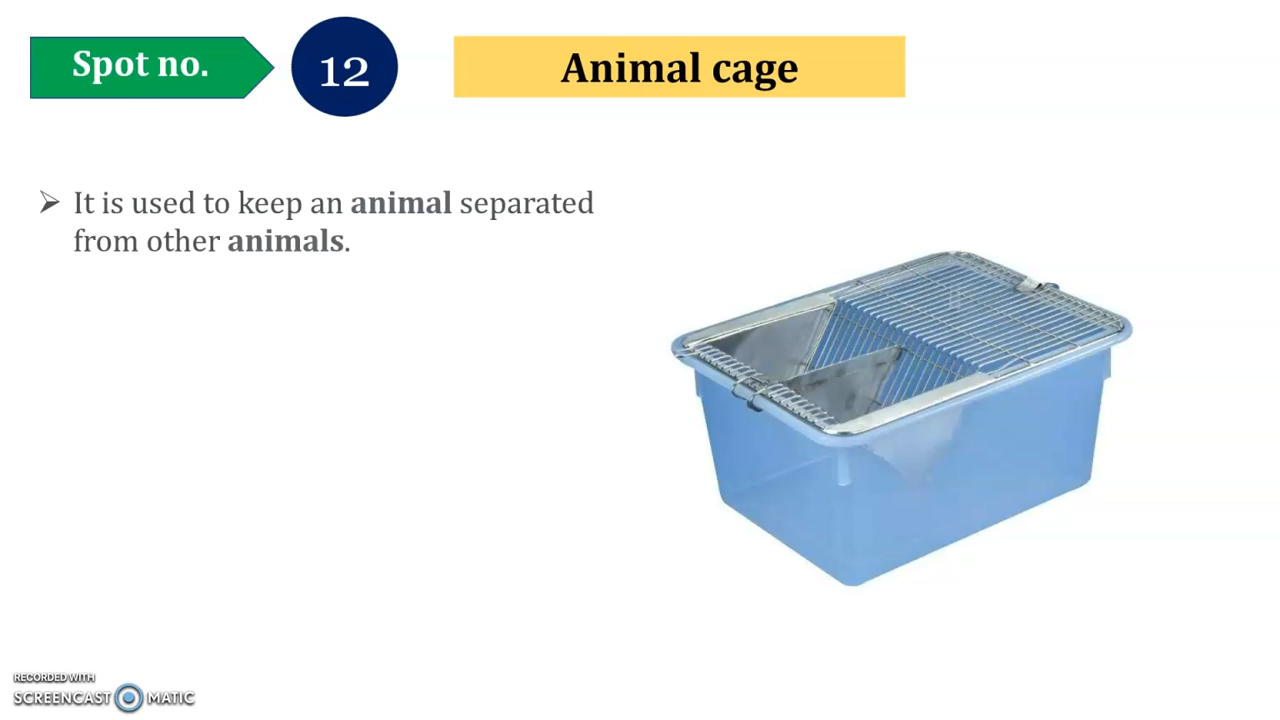 Spot no.
12
Animal cage
It is used to keep an animal separated
from other animals.
RECORDED WITH
SCREENCAST MATIC